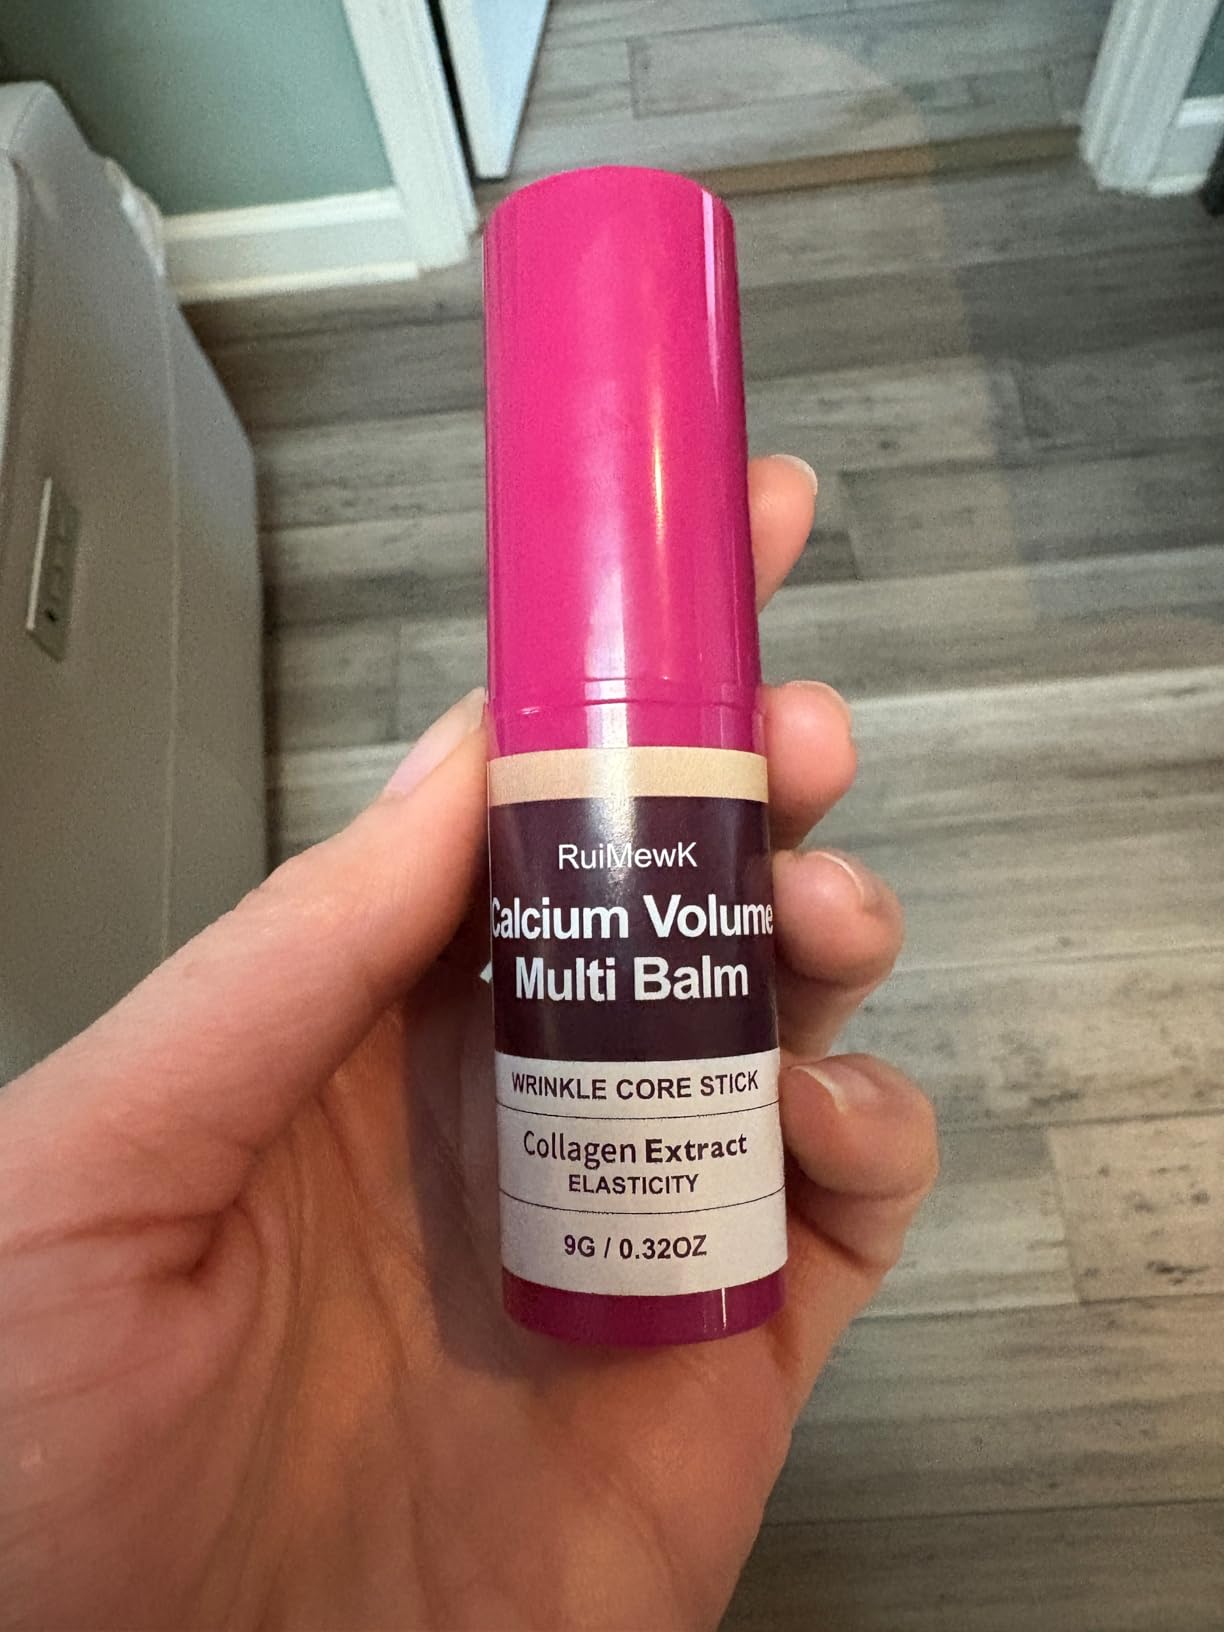 RuiMewK
Calcium Volume
Multi Balm
WRINKLE CORE STICK
Collagen Extract
ELASTICITY
9G / 0.32OZ